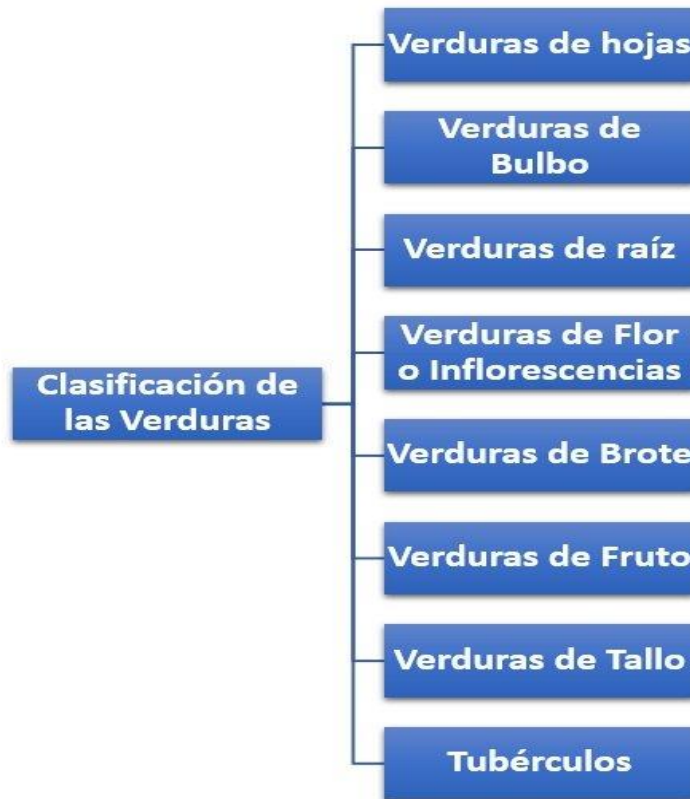 Clasificación de
las Verduras
Verduras de hojas
Verduras de
Bulbo
Verduras de raíz
Verduras de Flor
o Inflorescencias
Verduras de Brote
Verduras de Fruto
Verduras de Tallo
Tubérculos